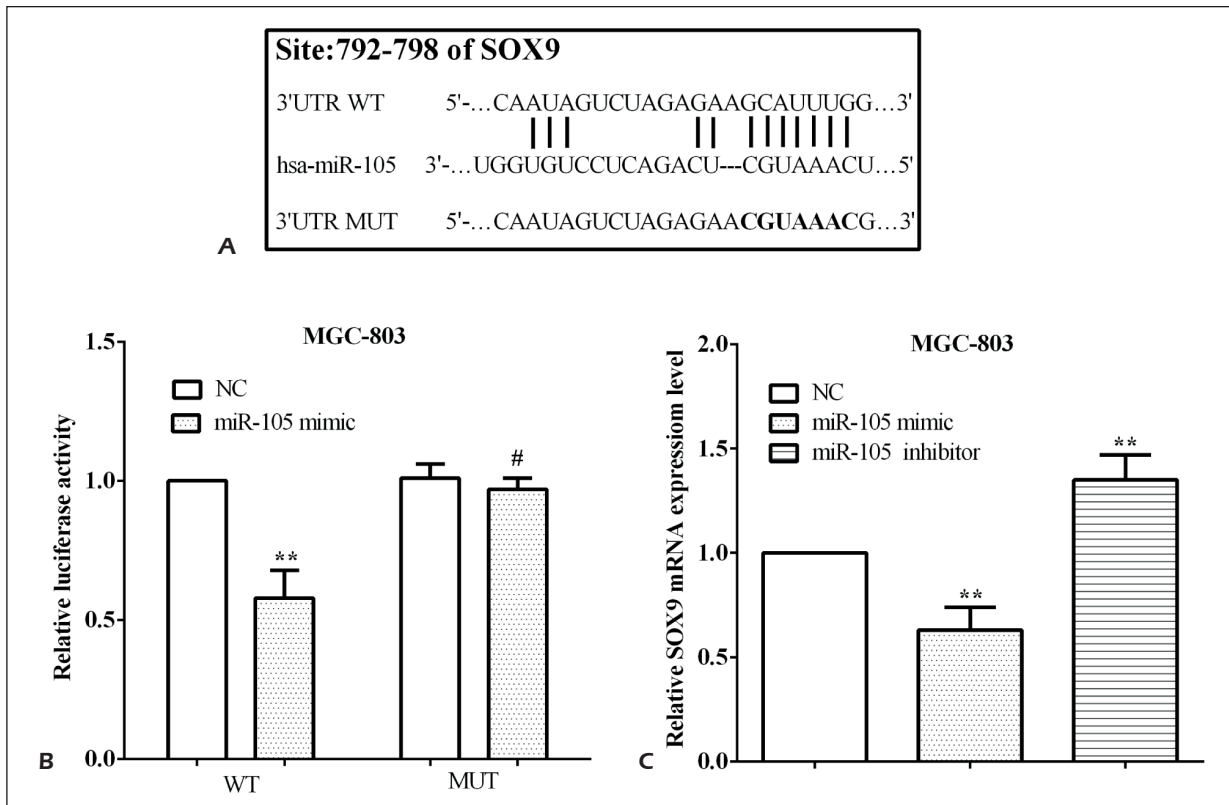 Site:792-798 of SOX9
3'UTR WT 5'-...CAAUAGUCUAGAGAAGCAUUUGG...3'
hsa-miR-105 3'-...UGGUGUCCUCAGACU---CGUAAACU...5'
3'UTR MUT 5'-...CAAUAGUCUAGAGAACGUAAACG...3'
A
MGC-803
Relative luciferase activity
1.5
1.0
0.5
0.0
NC
miR-105 mimic
**
#
WT MUT
B
MGC-803
Relative SOX9 mRNA expressiom level
2.0
1.5
1.0
0.5
0.0
NC
miR-105 mimic
miR-105 inhibitor
**
**
C